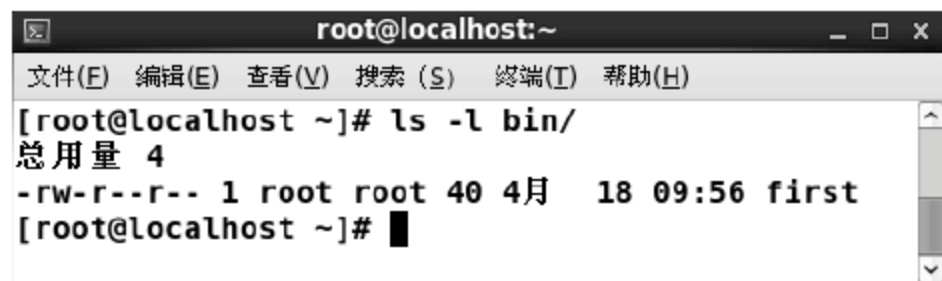 root@localhost:~
文件(F) 编辑(E) 查看(V) 搜索 (S) 终端(T) 帮助(H)
[root@localhost ~]# ls -l bin/
总用量 4
-rw-r--r-- 1 root root 40 4月  18 09:56 first
[root@localhost ~]#